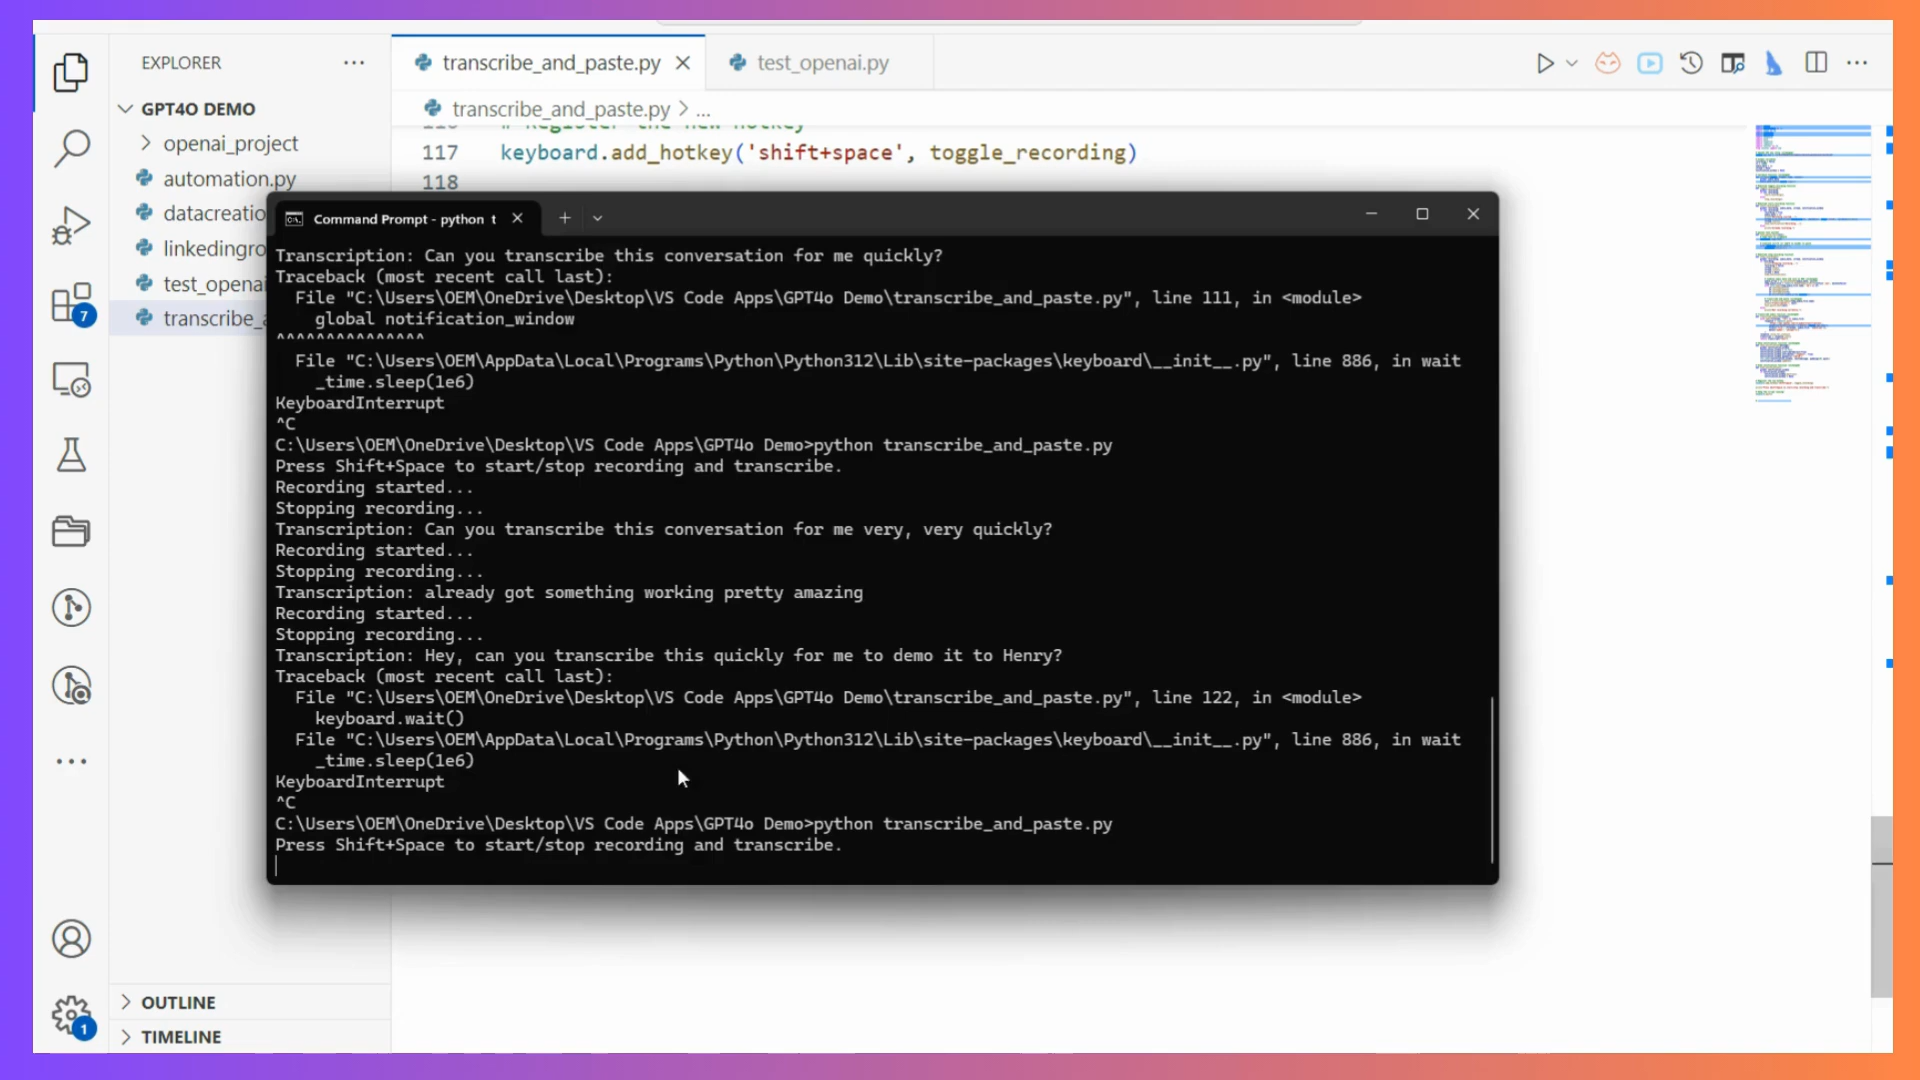 EXPLORER
GPT4O DEMO
openai_project
automation.py
datacreatio
linkedingro
test_openai
transcribe_a
7
1
OUTLINE
TIMELINE
transcribe_and_paste.py
test_openai.py
transcribe_and_paste.py > ...
116 # Register the new hotkey
117 keyboard.add_hotkey('shift+space', toggle_recording)
118
Command Prompt - python t
Transcription: Can you transcribe this conversation for me quickly?
Traceback (most recent call last):
File "C:\Users\OEM\OneDrive\Desktop\VS Code Apps\GPT4o Demo\transcribe_and_paste.py", line 111, in <module>
global notification_window
^^^^^^^^^^^^^^^
File "C:\Users\OEM\AppData\Local\Programs\Python\Python312\Lib\site-packages\keyboard\__init__.py", line 886, in wait
_time.sleep(1e6)
KeyboardInterrupt
^C
C:\Users\OEM\OneDrive\Desktop\VS Code Apps\GPT4o Demo>python transcribe_and_paste.py
Press Shift+Space to start/stop recording and transcribe.
Recording started...
Stopping recording...
Transcription: Can you transcribe this conversation for me very, very quickly?
Recording started...
Stopping recording...
Transcription: already got something working pretty amazing
Recording started...
Stopping recording...
Transcription: Hey, can you transcribe this quickly for me to demo it to Henry?
Traceback (most recent call last):
File "C:\Users\OEM\OneDrive\Desktop\VS Code Apps\GPT4o Demo\transcribe_and_paste.py", line 122, in <module>
keyboard.wait()
File "C:\Users\OEM\AppData\Local\Programs\Python\Python312\Lib\site-packages\keyboard\__init__.py", line 886, in wait
_time.sleep(1e6)
KeyboardInterrupt
^C
C:\Users\OEM\OneDrive\Desktop\VS Code Apps\GPT4o Demo>python transcribe_and_paste.py
Press Shift+Space to start/stop recording and transcribe.